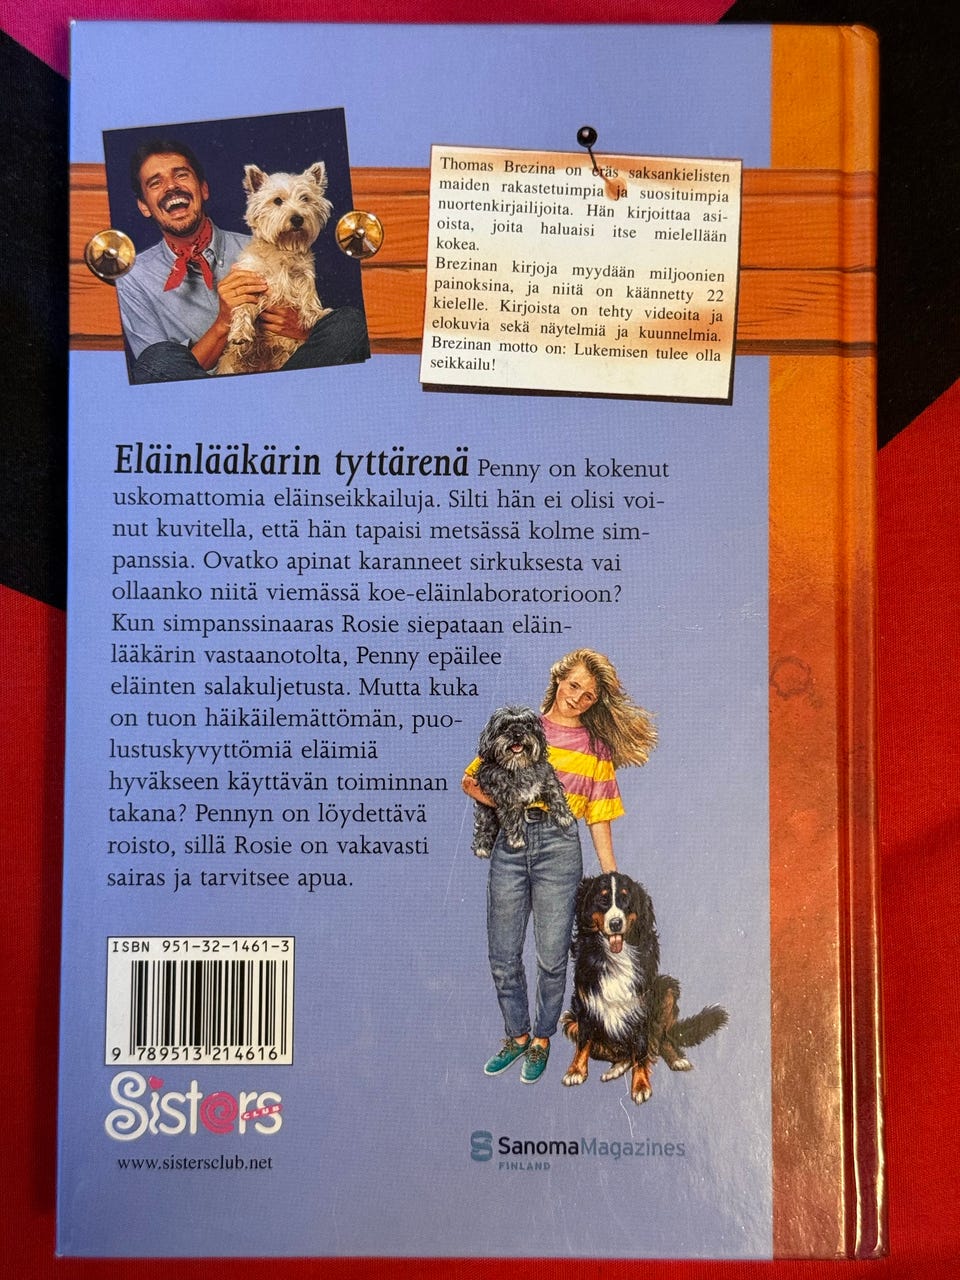 Thomas Brezina on eräs saksankielisten
maiden rakastetuimpia ja suosituimpia
nuortenkirjailijoita. Hän kirjoittaa asi-
oista, joita haluaisi itse mielellään
kokea.
Brezinan kirjoja myydään miljoonien
painoksina, ja niitä on käännetty 22
kielelle. Kirjoista on tehty videoita ja
elokuvia sekä näytelmiä ja kuunnelmia.
Brezinan motto on: Lukemisen tulee olla
seikkailu!
Eläinlääkärin tyttärenä Penny on kokenut
uskomattomia eläinseikkailuja. Silti hän ei olisi voi-
nut kuvitella, että hän tapaisi metsässä kolme sim-
panssia. Ovatko apinat karanneet sirkuksesta vai
ollaanko niitä viemässä koe-eläinlaboratorioon?
Kun simpanssinaaras Rosie siepataan eläin-
lääkärin vastaanotolta, Penny epäilee
eläinten salakuljetusta. Mutta kuka
on tuon häikäilemättömän, puo-
lustuskyvyttömiä eläimiä
hyväkseen käyttävän toiminnan
takana? Pennyn on löydettävä
roisto, sillä Rosie on vakavasti
sairas ja tarvitsee apua.
ISBN 951-32-1461-3
9 789513 214616
Sisters
CLUB
www.sistersclub.net
SanomaMagazines
FINLAND